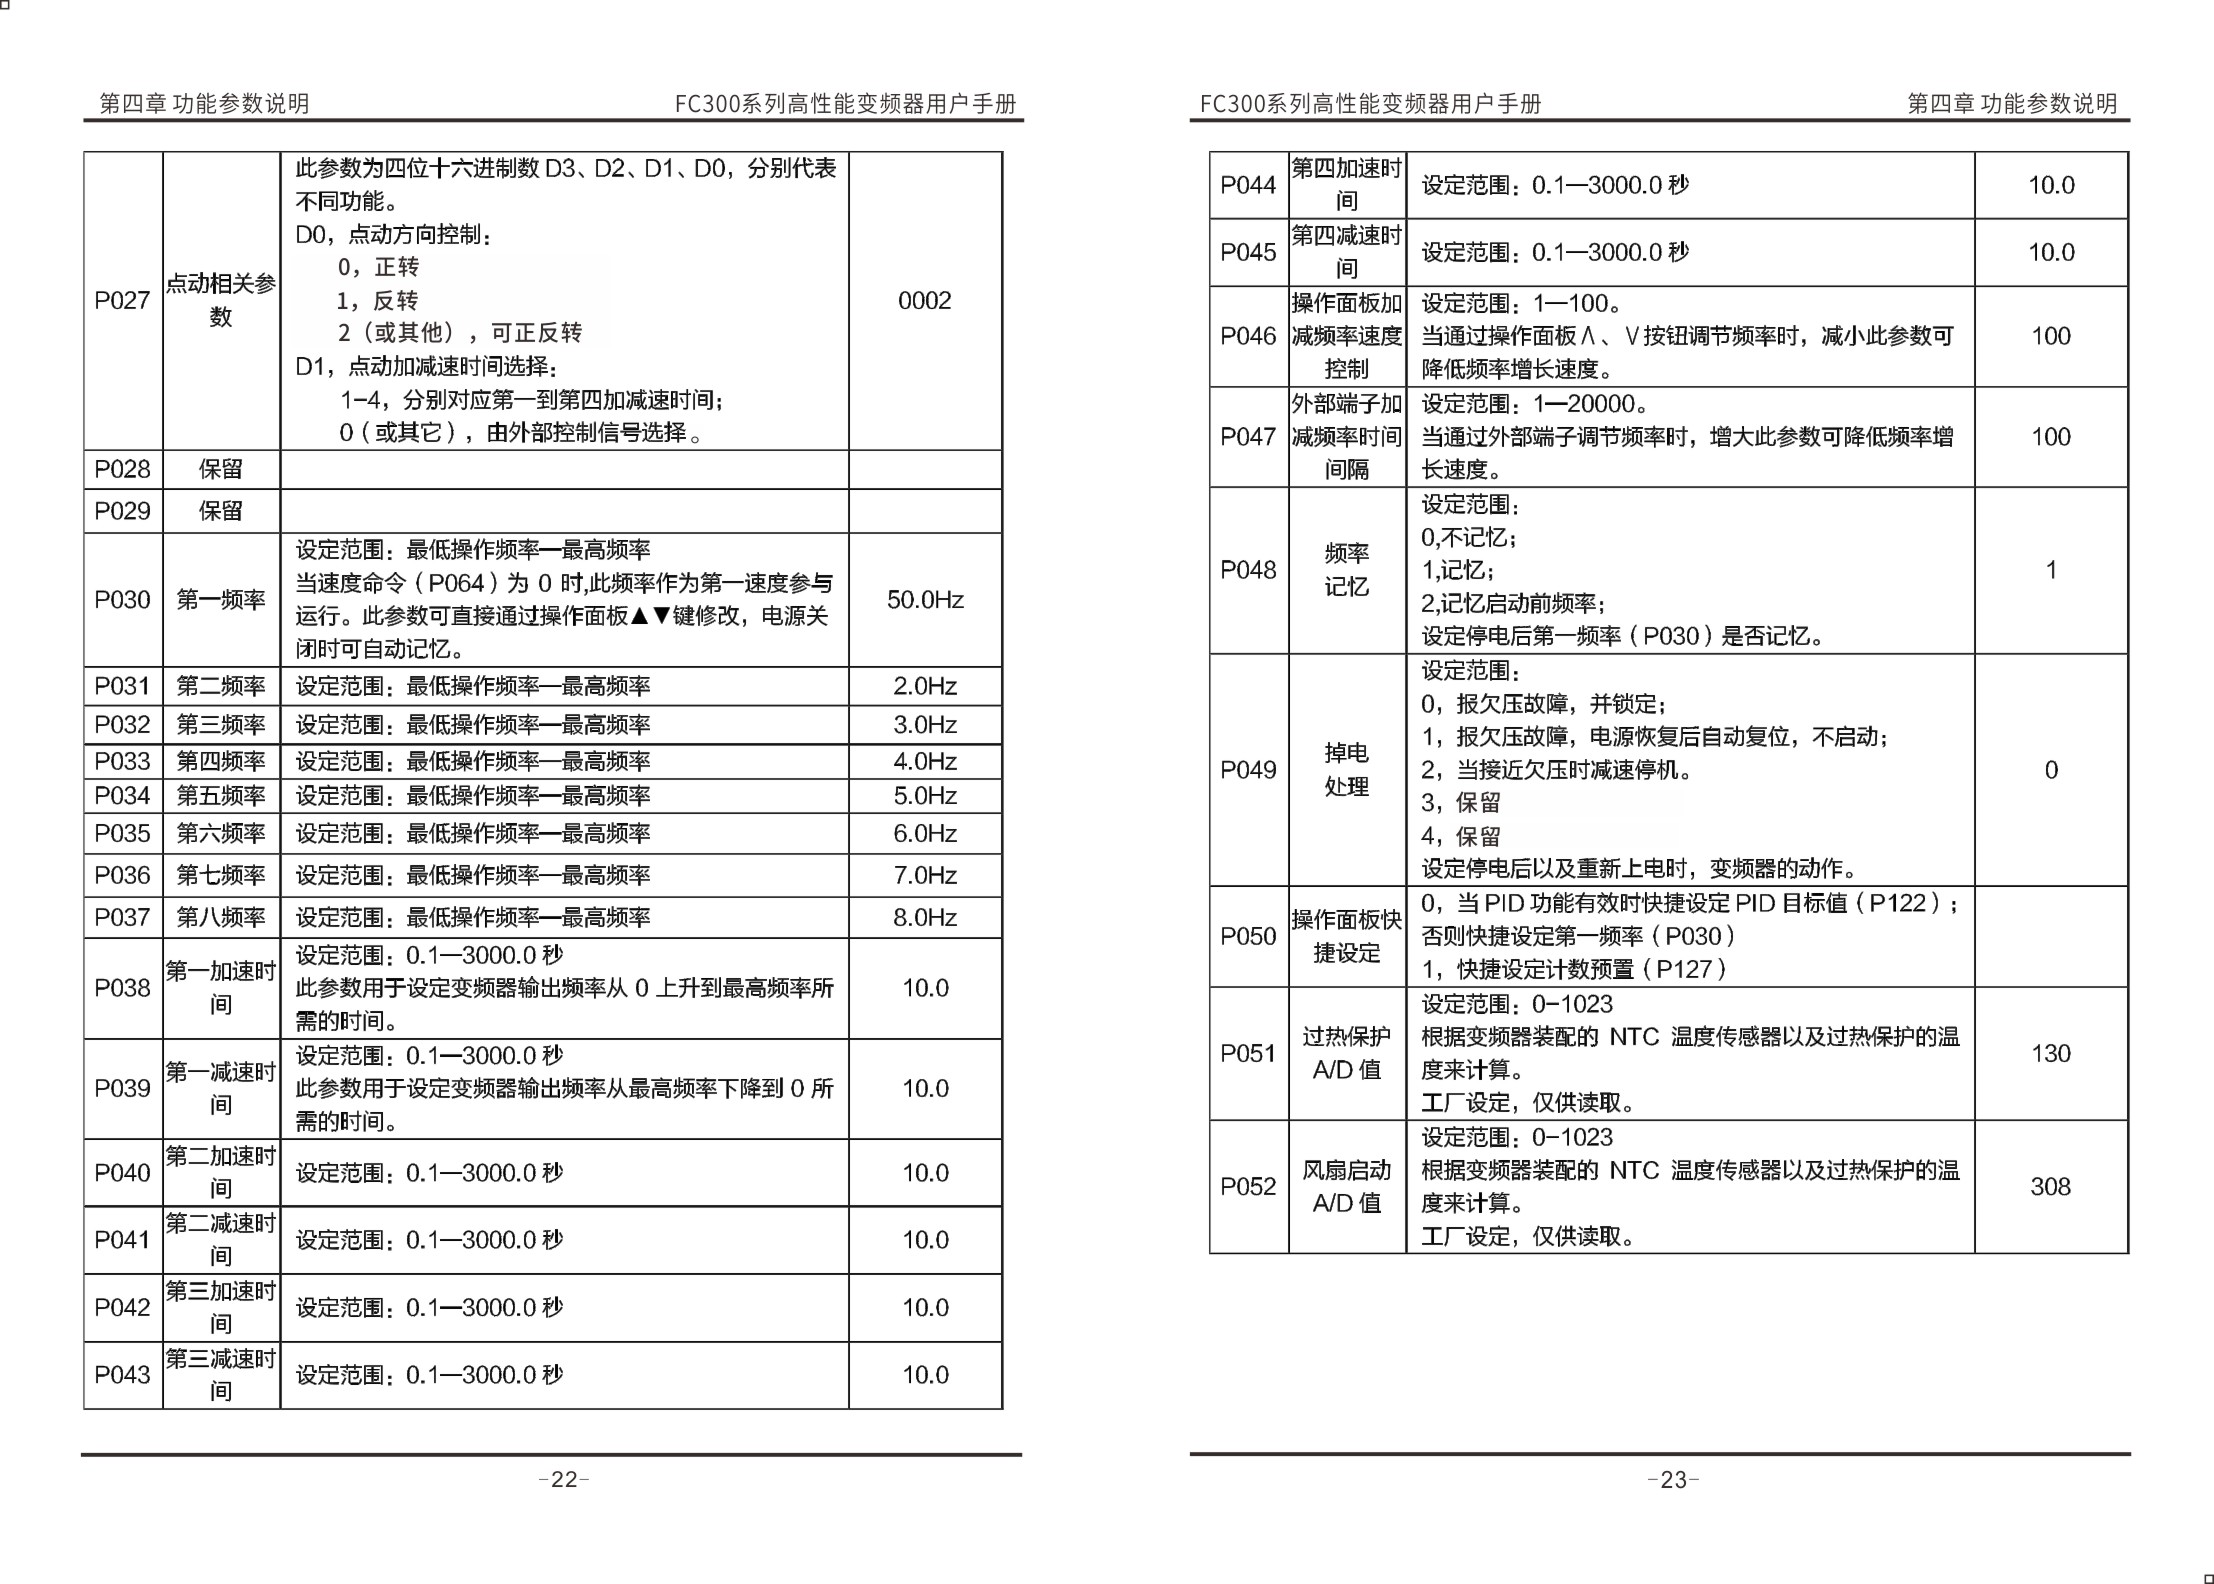 第四章 功能参数说明
FC300系列高性能变频器用户手册
P027
点动相关参
数
此参数为四位十六进制数 D3、D2、D1、D0，分别代表
不同功能。
D0，点动方向控制：
0，正转
1，反转
2（或其他），可正反转
D1，点动加减速时间选择：
1-4，分别对应第一到第四加减速时间；
0（或其它），由外部控制信号选择。
0002
P028
保留
P029
保留
P030
第一频率
设定范围：最低操作频率—最高频率
当速度命令（P064）为 0 时,此频率作为第一速度参与
运行。此参数可直接通过操作面板▲▼键修改，电源关
闭时可自动记忆。
50.0Hz
P031
第二频率
设定范围：最低操作频率—最高频率
2.0Hz
P032
第三频率
设定范围：最低操作频率—最高频率
3.0Hz
P033
第四频率
设定范围：最低操作频率—最高频率
4.0Hz
P034
第五频率
设定范围：最低操作频率—最高频率
5.0Hz
P035
第六频率
设定范围：最低操作频率—最高频率
6.0Hz
P036
第七频率
设定范围：最低操作频率—最高频率
7.0Hz
P037
第八频率
设定范围：最低操作频率—最高频率
8.0Hz
P038
第一加速时
间
设定范围：0.1—3000.0 秒
此参数用于设定变频器输出频率从 0 上升到最高频率所
需的时间。
10.0
P039
第一减速时
间
设定范围：0.1—3000.0 秒
此参数用于设定变频器输出频率从最高频率下降到 0 所
需的时间。
10.0
P040
第二加速时
间
设定范围：0.1—3000.0 秒
10.0
P041
第二减速时
间
设定范围：0.1—3000.0 秒
10.0
P042
第三加速时
间
设定范围：0.1—3000.0 秒
10.0
P043
第三减速时
间
设定范围：0.1—3000.0 秒
10.0
-22-
FC300系列高性能变频器用户手册
第四章 功能参数说明
P044
第四加速时
间
设定范围：0.1—3000.0 秒
10.0
P045
第四减速时
间
设定范围：0.1—3000.0 秒
10.0
P046
操作面板加
减频率速度
控制
设定范围：1—100。
当通过操作面板∧、∨按钮调节频率时，减小此参数可
降低频率增长速度。
100
P047
外部端子加
减频率时间
间隔
设定范围：1—20000。
当通过外部端子调节频率时，增大此参数可降低频率增
长速度。
100
P048
频率
记忆
设定范围：
0,不记忆；
1,记忆；
2,记忆启动前频率；
设定停电后第一频率（P030）是否记忆。
1
P049
掉电
处理
设定范围：
0，报欠压故障，并锁定；
1，报欠压故障，电源恢复后自动复位，不启动；
2，当接近欠压时减速停机。
3，保留
4，保留
设定停电后以及重新上电时，变频器的动作。
0
P050
操作面板快
捷设定
0，当 PID 功能有效时快捷设定 PID 目标值（P122）；
否则快捷设定第一频率（P030）
1，快捷设定计数预置（P127）
P051
过热保护
A/D 值
设定范围：0-1023
根据变频器装配的 NTC 温度传感器以及过热保护的温
度来计算。
工厂设定，仅供读取。
130
P052
风扇启动
A/D 值
设定范围：0-1023
根据变频器装配的 NTC 温度传感器以及过热保护的温
度来计算。
工厂设定，仅供读取。
308
-23-